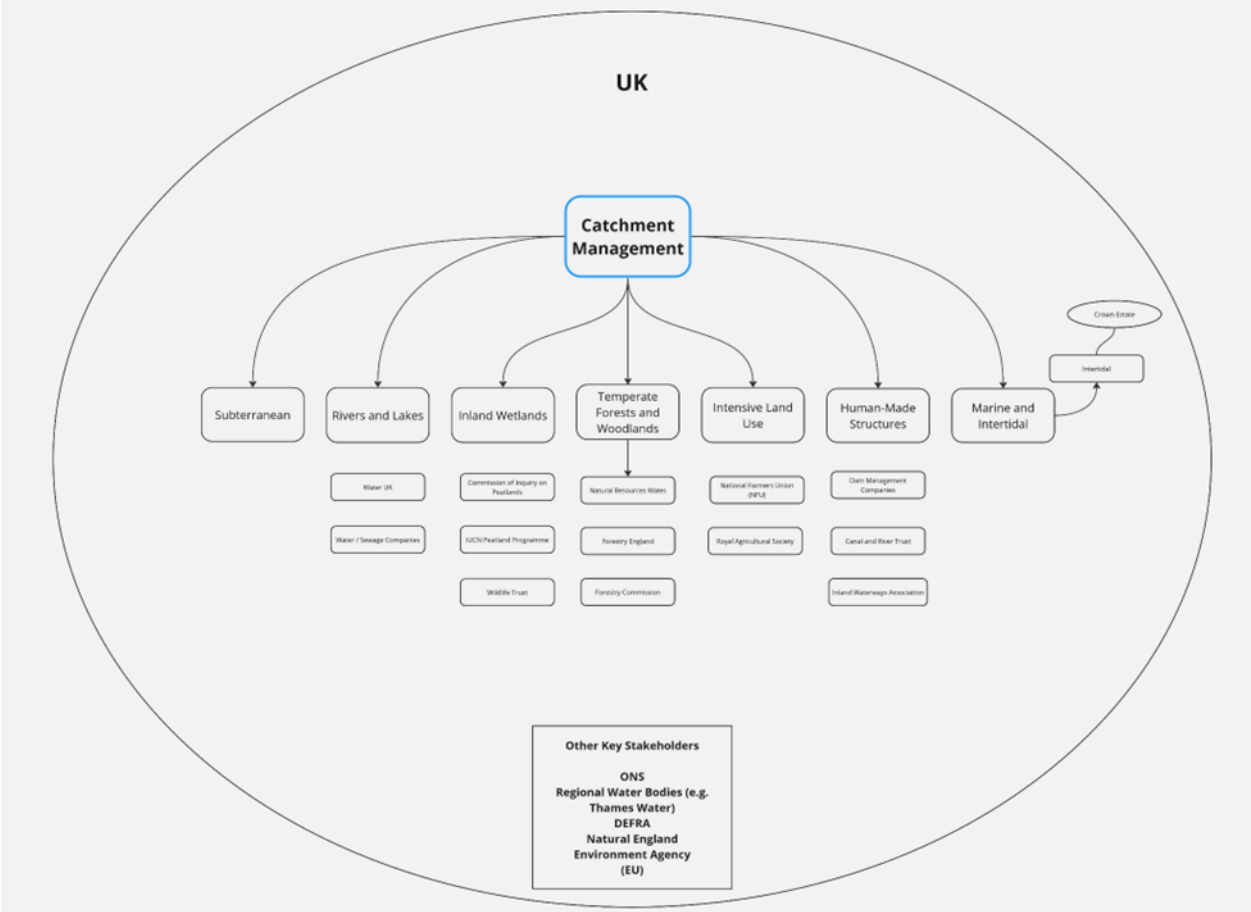 UK
Catchment
Management
Crown Estate
Intertidal
Subterranean
Rivers and Lakes
Inland Wetlands
Temperate
Forests and
Woodlands
Intensive Land
Use
Human-Made
Structures
Marine and
Intertidal
Water UK
Commission of Inquiry on
Peatlands
Natural Resources Wales
National Farmers Union
(NFU)
Dam Management
Companies
Water / Sewage Companies
IUCN Peatland Programme
Forestry England
Royal Agricultural Society
Canal and River Trust
Wildlife Trust
Forestry Commission
Inland Waterways Association
Other Key Stakeholders
ONS
Regional Water Bodies (e.g.
Thames Water)
DEFRA
Natural England
Environment Agency
(EU)